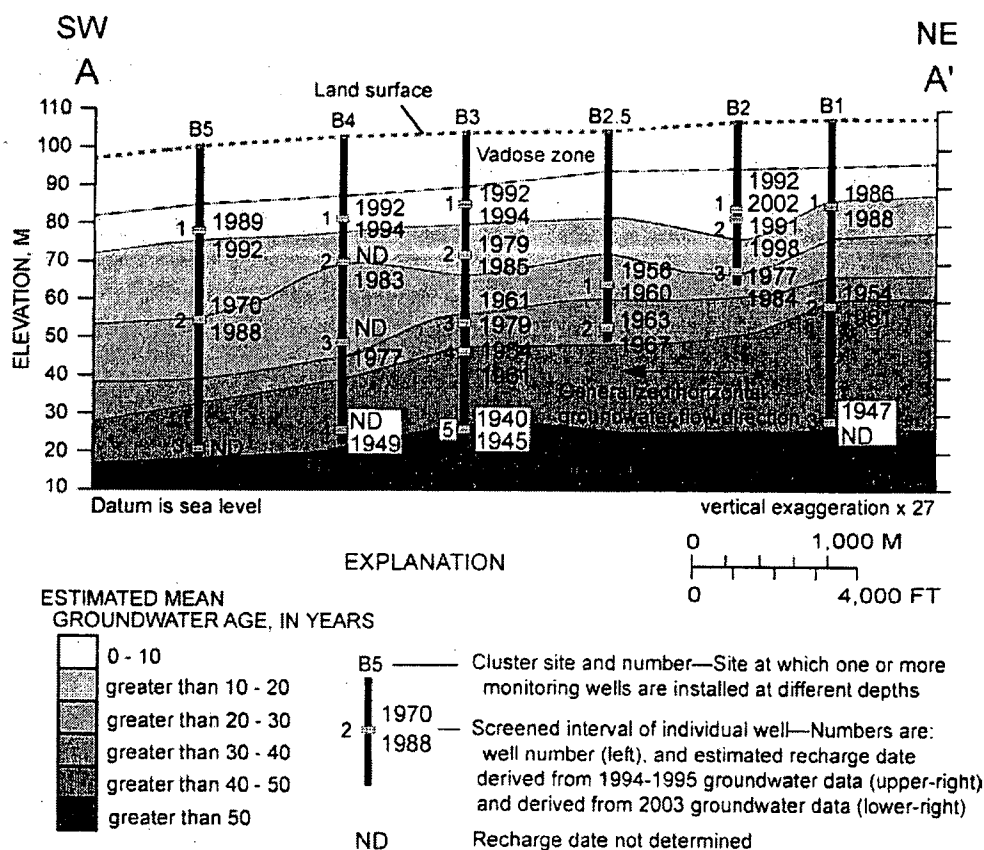 SW
NE
A
A'
Land surface
110
B5
B4
B3
B2.5
B2
B1
100
Vadose zone
90
80
70
60
50
40
30
20
10
ELEVATION, M
1 1989
1992
2 1970
1988
3 ND
1 1992
1994
2 ND
1983
3 ND
1977
ND
1949
1 1992
1994
2 1979
1985
3 1961
1979
1961
5 1940
1945
1 1956
1960
2 1963
1967
1992
1 2002
2 1991
1998
3 1977
1984
1 1986
1988
2 1954
1961
1947
ND
Generalized horizontal
groundwater flow direction
Datum is sea level
vertical exaggeration x 27
0 1,000 M
0 4,000 FT
EXPLANATION
ESTIMATED MEAN
GROUNDWATER AGE, IN YEARS
0 - 10
greater than 10 - 20
greater than 20 - 30
greater than 30 - 40
greater than 40 - 50
greater than 50
B5
Cluster site and number—Site at which one or more
monitoring wells are installed at different depths
2 1970
1988
Screened interval of individual well—Numbers are:
well number (left), and estimated recharge date
derived from 1994-1995 groundwater data (upper-right)
and derived from 2003 groundwater data (lower-right)
ND Recharge date not determined